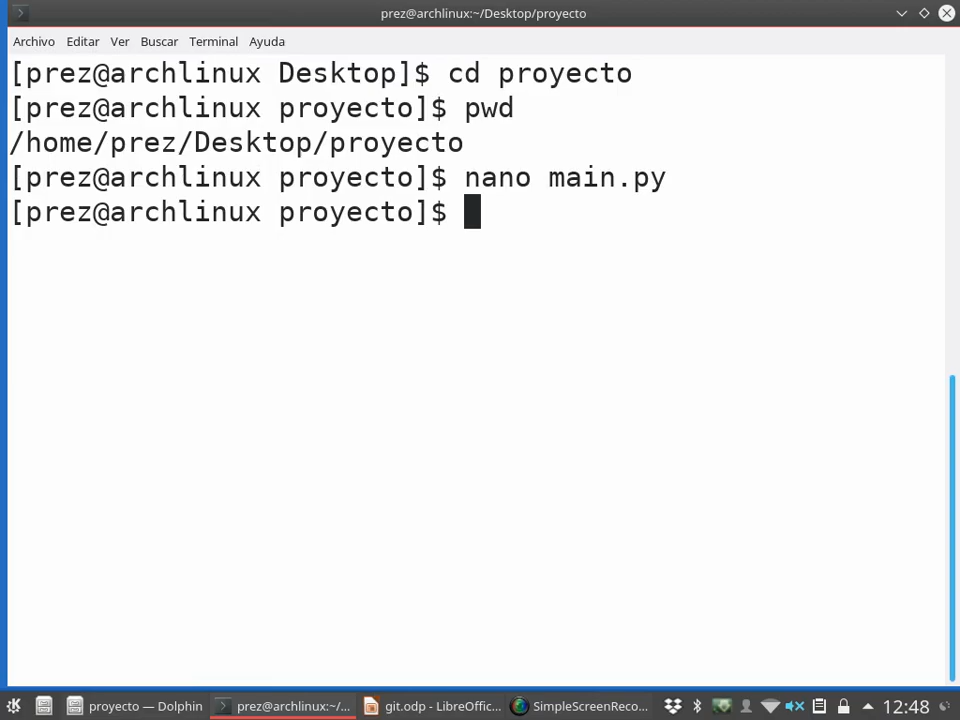 prez@archlinux:~/Desktop/proyecto
Archivo Editar Ver Buscar Terminal Ayuda
[prez@archlinux Desktop]$ cd proyecto
[prez@archlinux proyecto]$ pwd
/home/prez/Desktop/proyecto
[prez@archlinux proyecto]$ nano main.py
[prez@archlinux proyecto]$
proyecto — Dolphin prez@archlinux:~/... git.odp - LibreOffic... SimpleScreenReco... 12:48